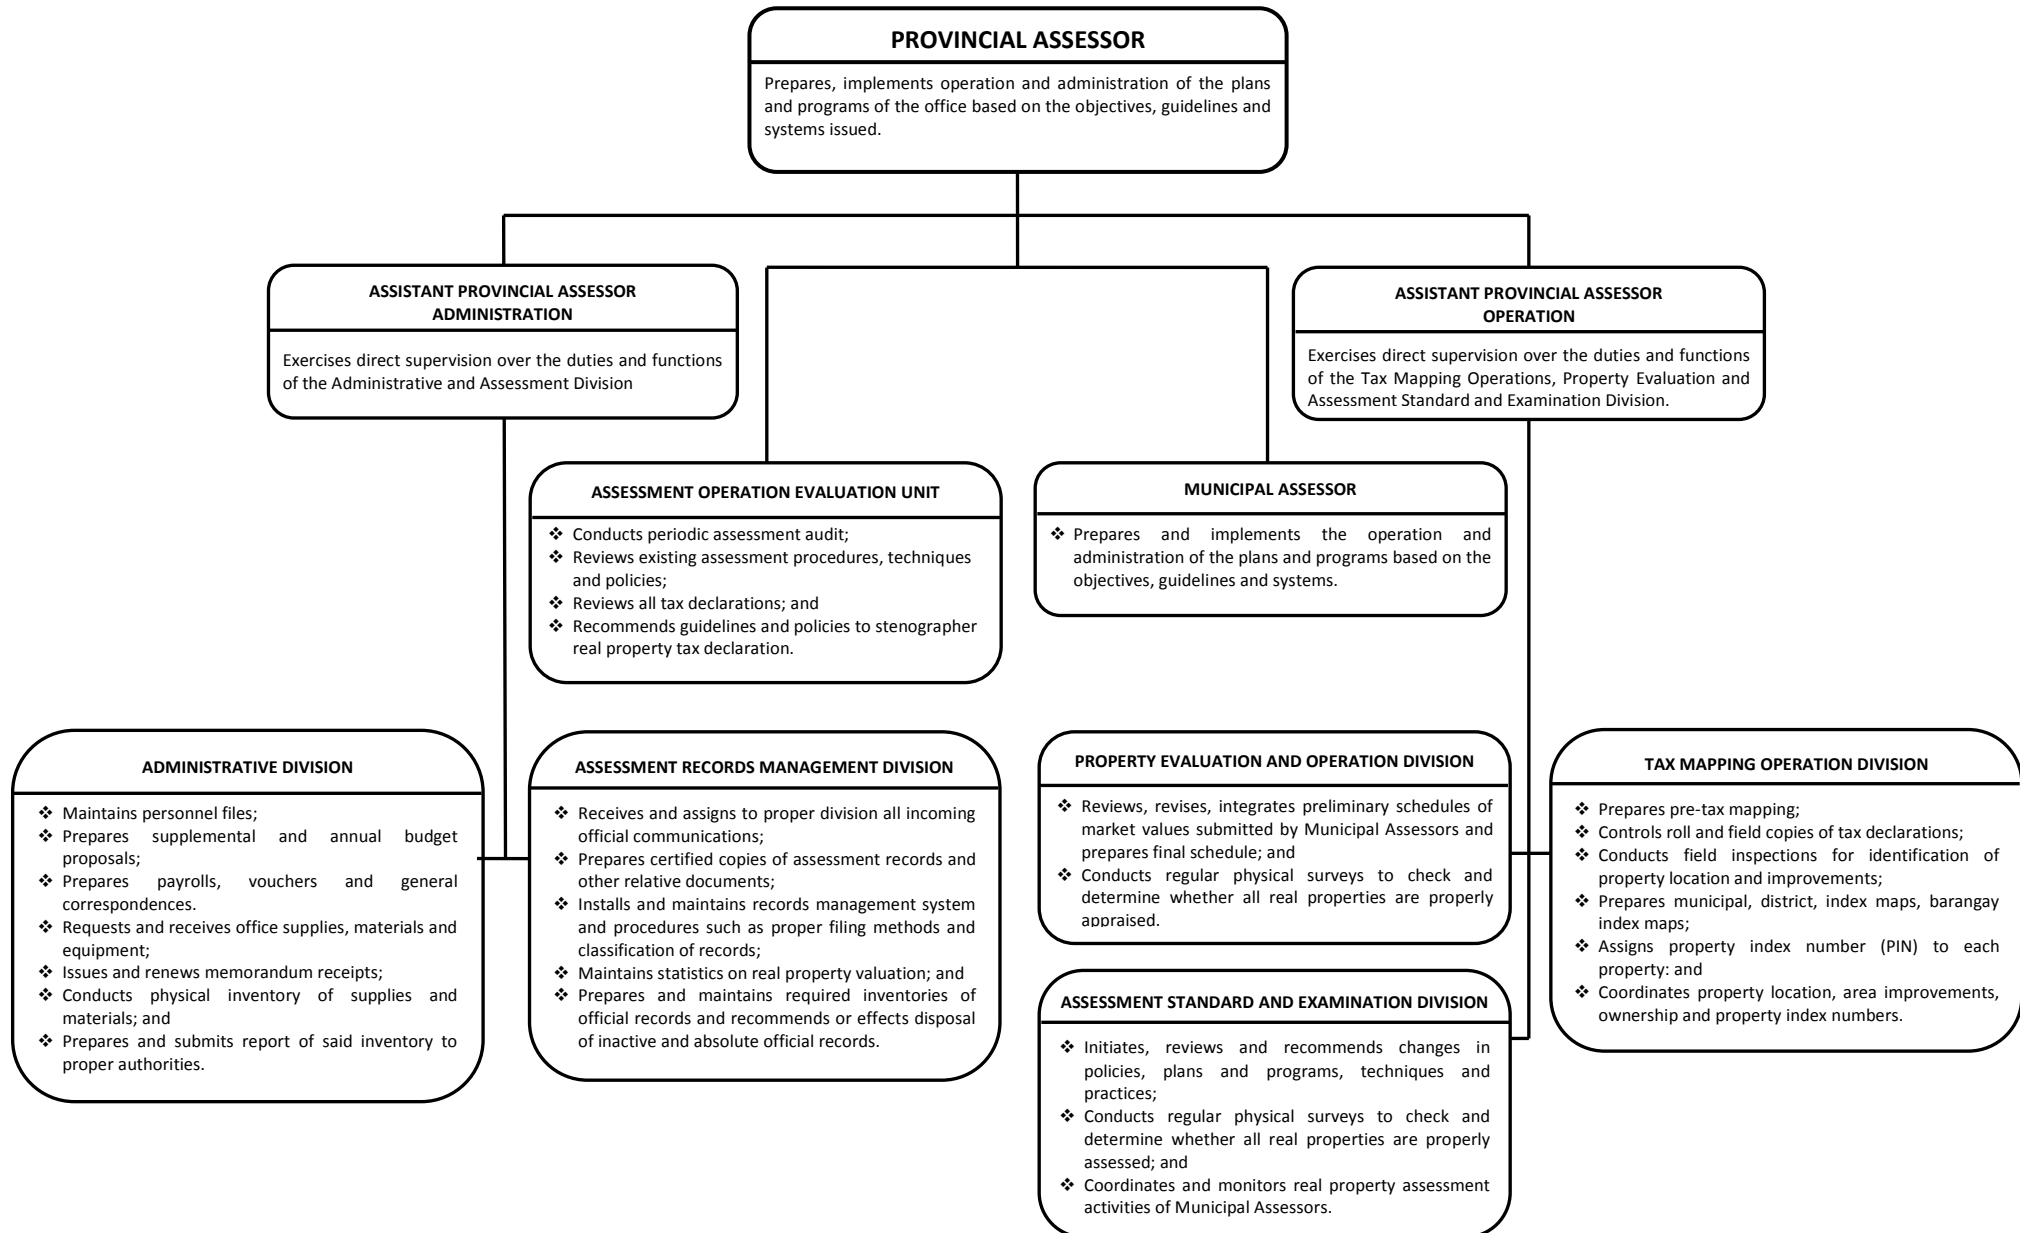 PROVINCIAL ASSESSOR
Prepares, implements operation and administration of the plans
and programs of the office based on the objectives, guidelines and
systems issued.
ASSISTANT PROVINCIAL ASSESSOR
ADMINISTRATION
Exercises direct supervision over the duties and functions
of the Administrative and Assessment Division
ASSISTANT PROVINCIAL ASSESSOR
OPERATION
Exercises direct supervision over the duties and functions
of the Tax Mapping Operations, Property Evaluation and
Assessment Standard and Examination Division.
ASSESSMENT OPERATION EVALUATION UNIT
❖ Conducts periodic assessment audit;
❖ Reviews existing assessment procedures, techniques
and policies;
❖ Reviews all tax declarations; and
❖ Recommends guidelines and policies to stenographer
real property tax declaration.
MUNICIPAL ASSESSOR
❖ Prepares and implements the operation and
administration of the plans and programs based on the
objectives, guidelines and systems.
ADMINISTRATIVE DIVISION
❖ Maintains personnel files;
❖ Prepares supplemental and annual budget
proposals;
❖ Prepares payrolls, vouchers and general
correspondences.
❖ Requests and receives office supplies, materials and
equipment;
❖ Issues and renews memorandum receipts;
❖ Conducts physical inventory of supplies and
materials; and
❖ Prepares and submits report of said inventory to
proper authorities.
ASSESSMENT RECORDS MANAGEMENT DIVISION
❖ Receives and assigns to proper division all incoming
official communications;
❖ Prepares certified copies of assessment records and
other relative documents;
❖ Installs and maintains records management system
and procedures such as proper filing methods and
classification of records;
❖ Maintains statistics on real property valuation; and
❖ Prepares and maintains required inventories of
official records and recommends or effects disposal
of inactive and absolute official records.
PROPERTY EVALUATION AND OPERATION DIVISION
❖ Reviews, revises, integrates preliminary schedules of
market values submitted by Municipal Assessors and
prepares final schedule; and
❖ Conducts regular physical surveys to check and
determine whether all real properties are properly
appraised.
TAX MAPPING OPERATION DIVISION
❖ Prepares pre-tax mapping;
❖ Controls roll and field copies of tax declarations;
❖ Conducts field inspections for identification of
property location and improvements;
❖ Prepares municipal, district, index maps, barangay
index maps;
❖ Assigns property index number (PIN) to each
property: and
❖ Coordinates property location, area improvements,
ownership and property index numbers.
ASSESSMENT STANDARD AND EXAMINATION DIVISION
❖ Initiates, reviews and recommends changes in
policies, plans and programs, techniques and
practices;
❖ Conducts regular physical surveys to check and
determine whether all real properties are properly
assessed; and
❖ Coordinates and monitors real property assessment
activities of Municipal Assessors.